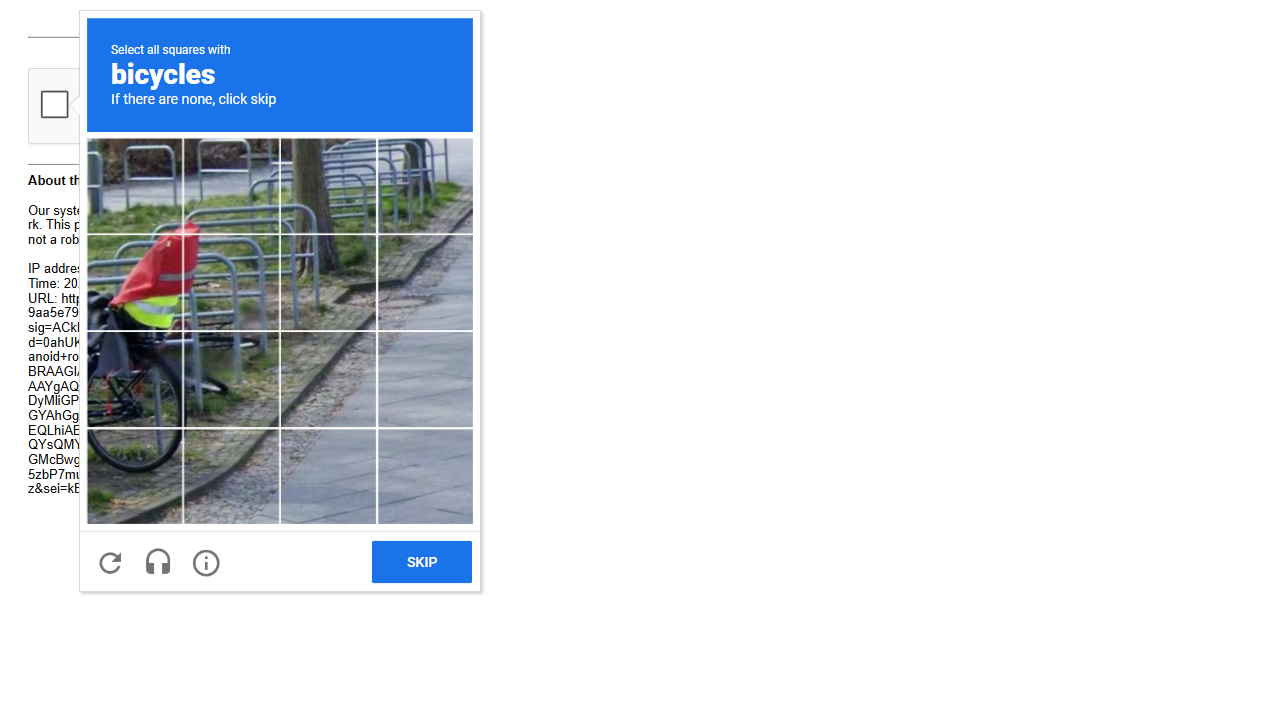 Select all squares with
bicycles
If there are none, click skip
About th
Our syste
rk. This p
not a rob
IP addres
Time: 20
URL: http
9aa5e79
sig=ACk
d=0ahUK
anoid+ro
BRAAGIA
AAYgAQ
DyMliGP
GYAhGg
EQLhiAE
QYsQMY
GMcBwg
5zbP7mu
z&sei=kE
SKIP